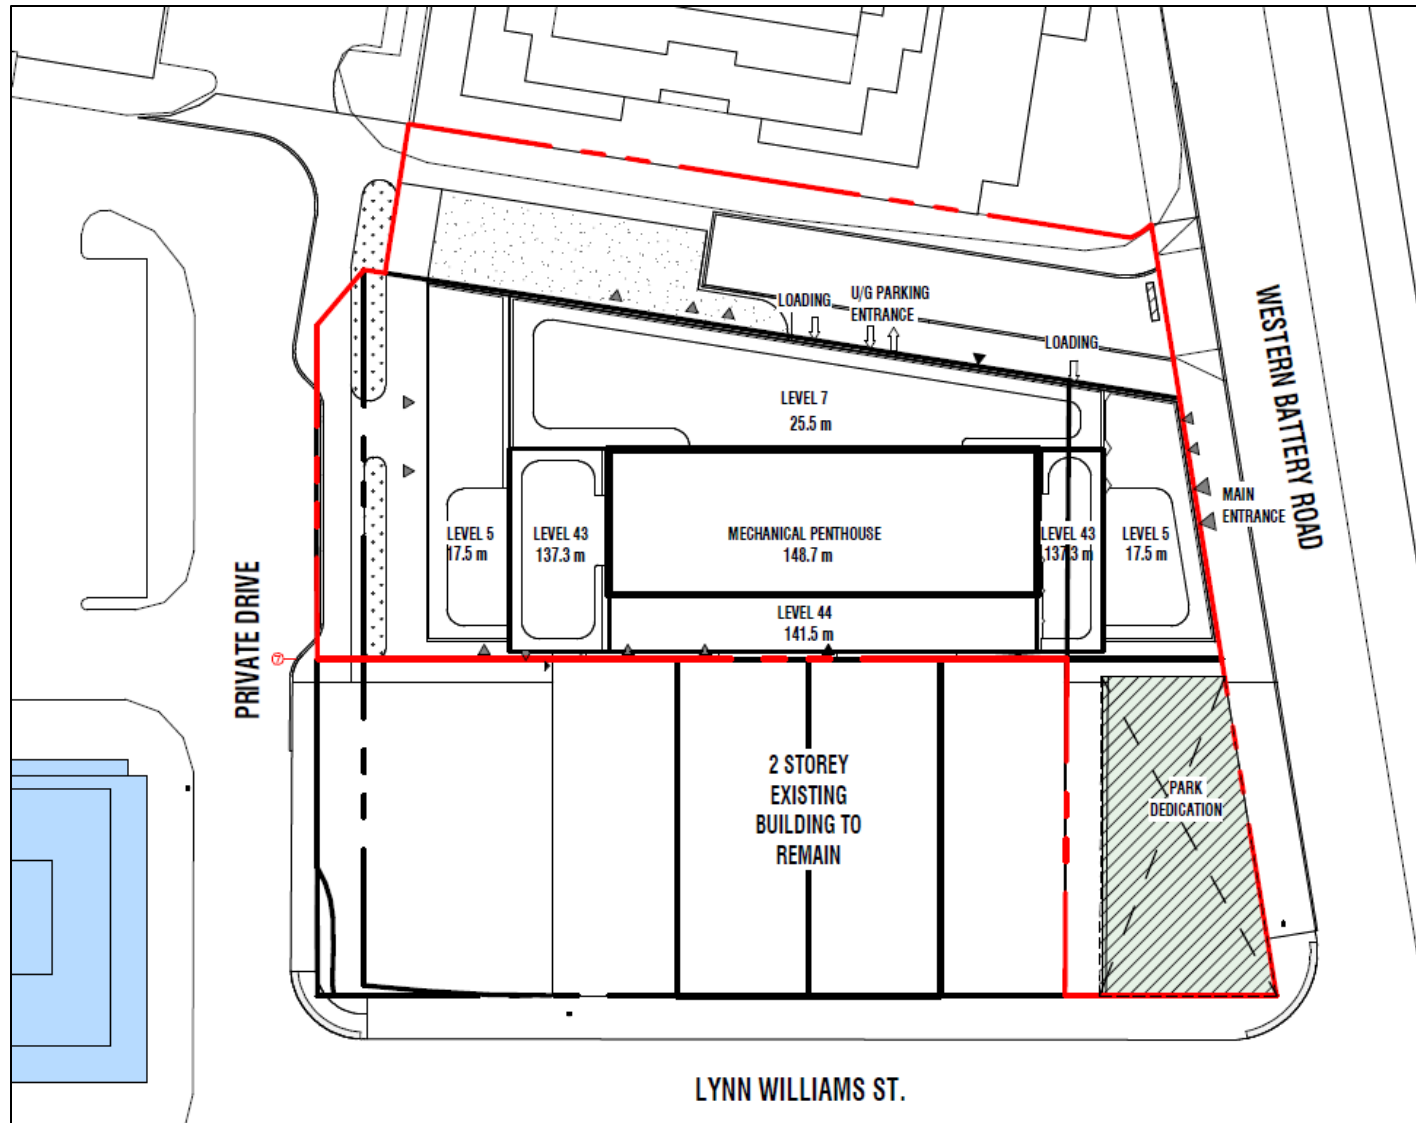 LOADING
U/G PARKING
ENTRANCE
LOADING
LEVEL 7
25.5 m
WESTERN BATTERY ROAD
MAIN
ENTRANCE
LEVEL 5
17.5 m
LEVEL 43
137.3 m
MECHANICAL PENTHOUSE
148.7 m
LEVEL 43
137.3 m
LEVEL 5
17.5 m
LEVEL 44
141.5 m
PRIVATE DRIVE
7
2 STOREY
EXISTING
BUILDING TO
REMAIN
PARK
DEDICATION
LYNN WILLIAMS ST.